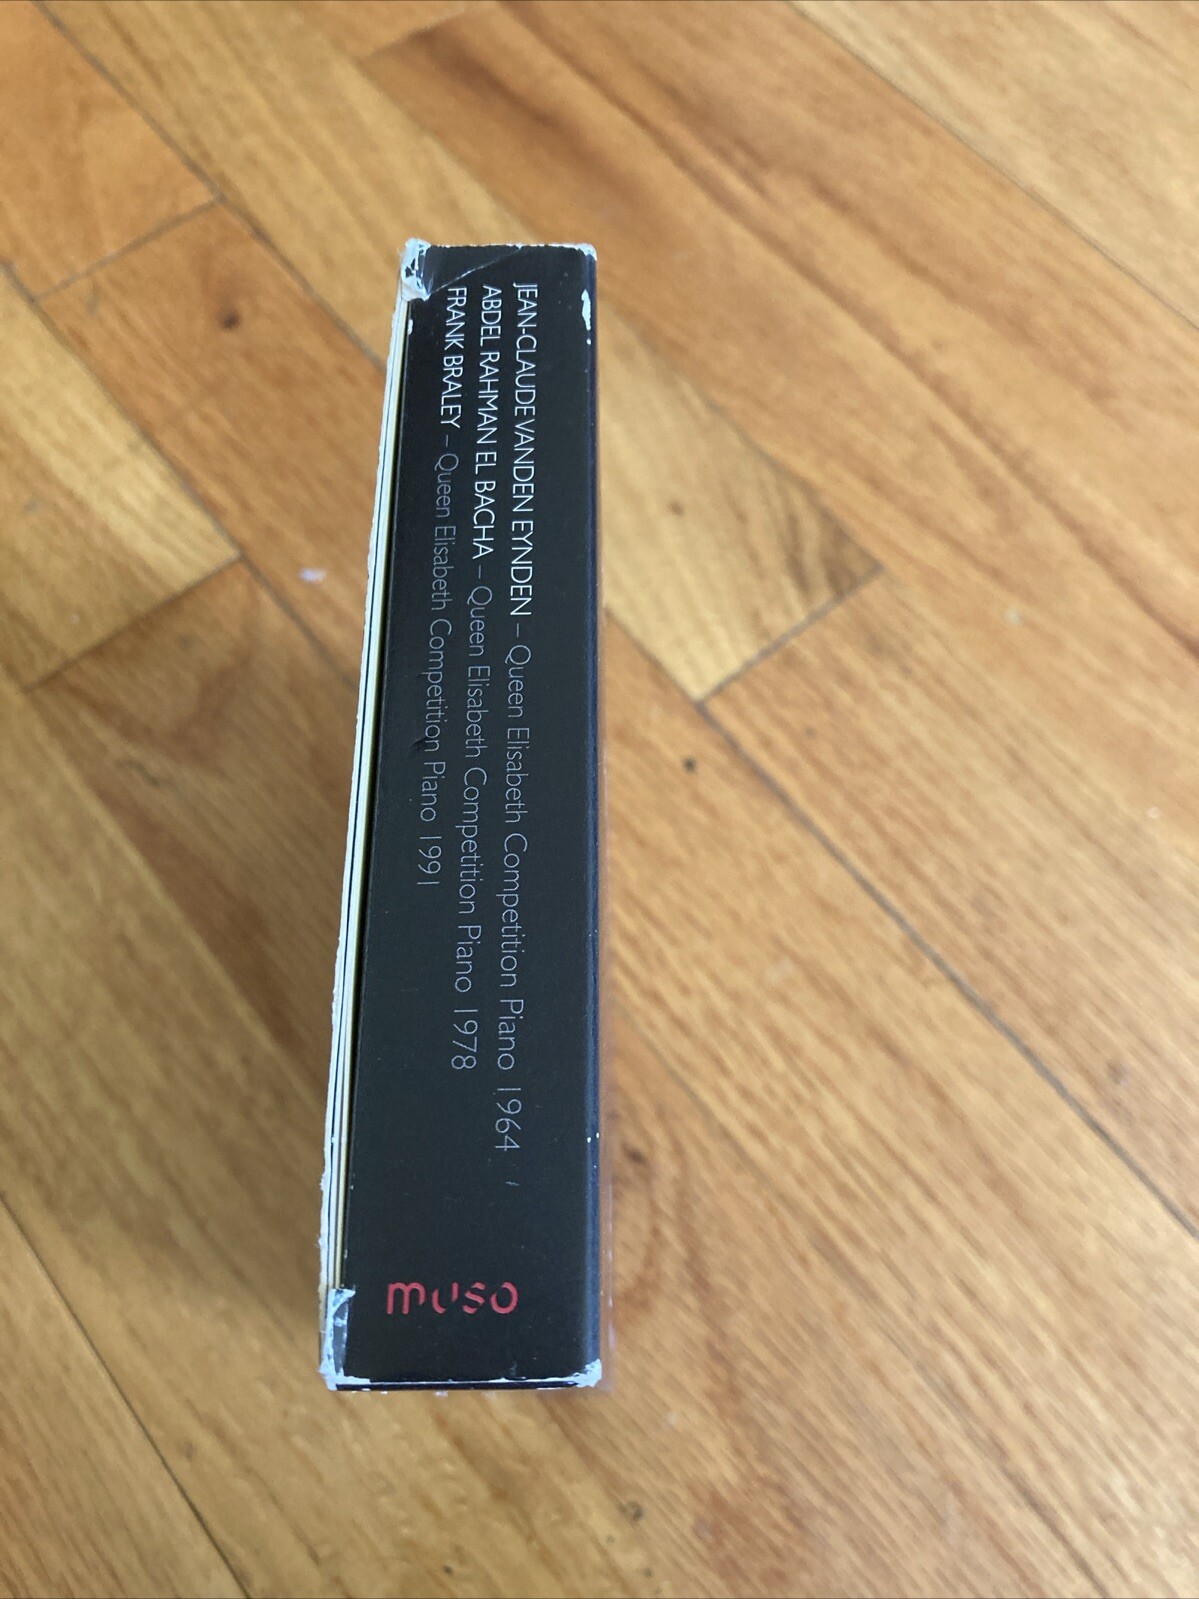 JEAN-CLAUDE VANDEN EYNDEN – Queen Elisabeth Competition Piano 1964
ABDEL RAHMAN EL BACHA – Queen Elisabeth Competition Piano 1978
FRANK BRALEY – Queen Elisabeth Competition Piano 1991
muso